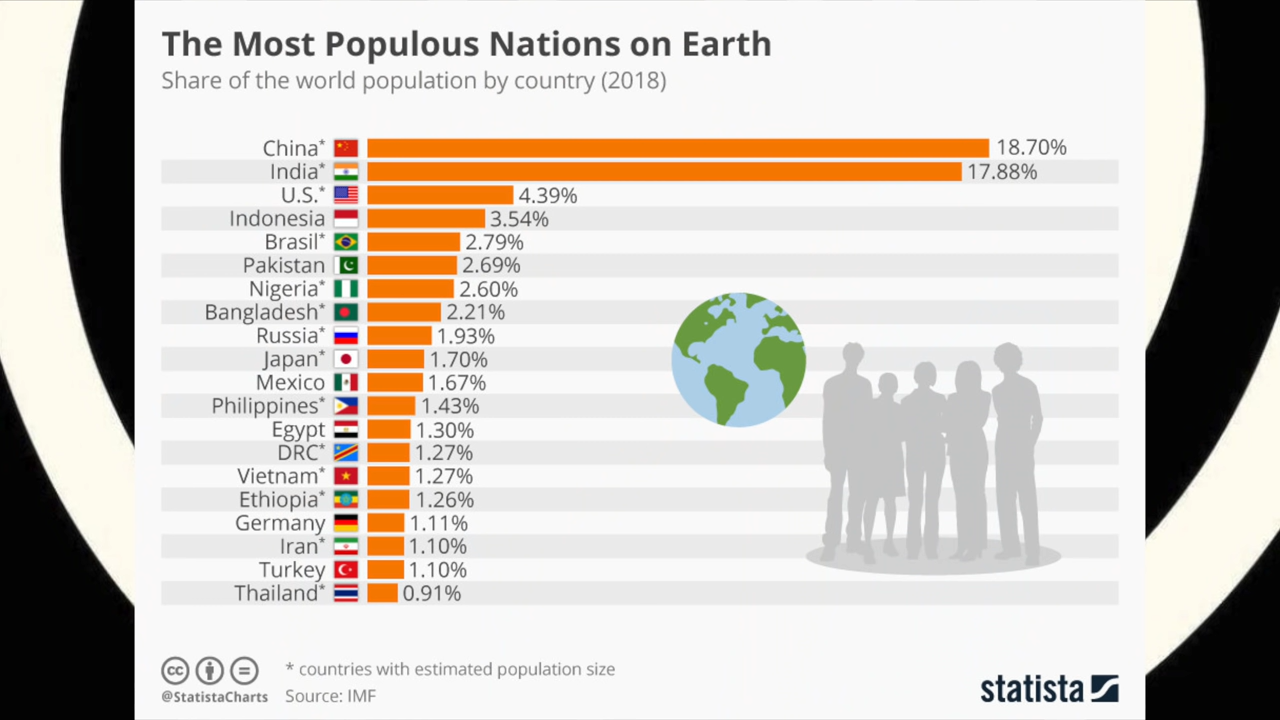 The Most Populous Nations on Earth
Share of the world population by country (2018)
China* 18.70%
India* 17.88%
U.S.* 4.39%
Indonesia 3.54%
Brasil* 2.79%
Pakistan 2.69%
Nigeria* 2.60%
Bangladesh* 2.21%
Russia* 1.93%
Japan* 1.70%
Mexico 1.67%
Philippines* 1.43%
Egypt 1.30%
DRC* 1.27%
Vietnam* 1.27%
Ethiopia* 1.26%
Germany 1.11%
Iran* 1.10%
Turkey 1.10%
Thailand* 0.91%
cc
* countries with estimated population size
@StatistaCharts Source: IMF
statista